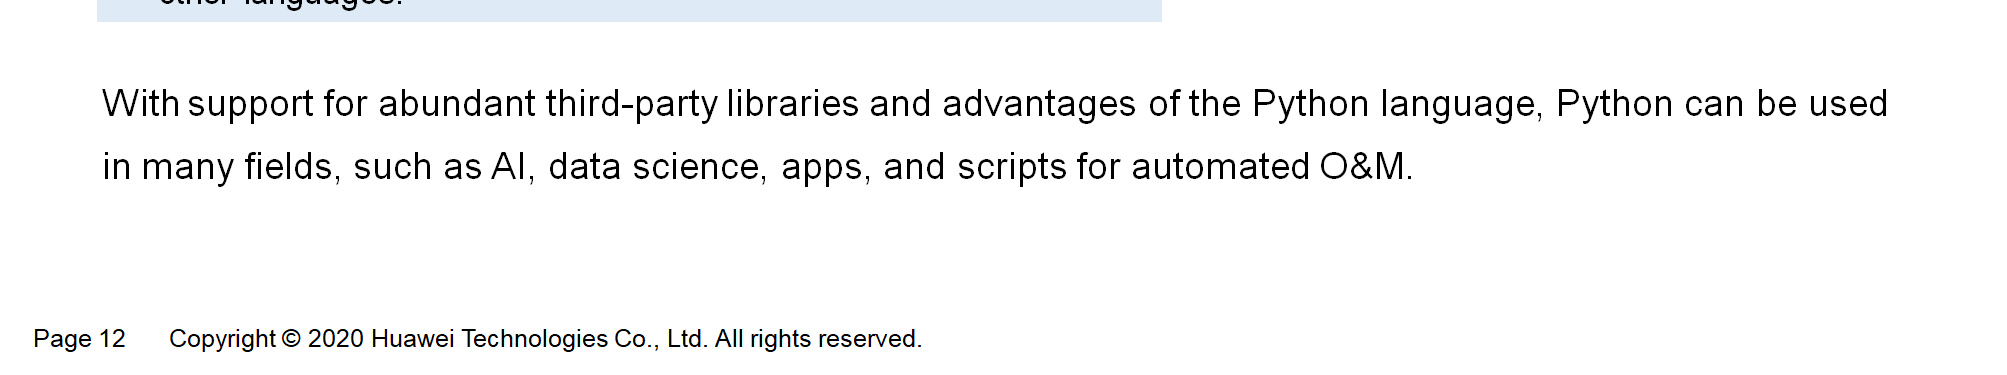 other languages.
With support for abundant third-party libraries and advantages of the Python language, Python can be used
in many fields, such as AI, data science, apps, and scripts for automated O&M.
Page 12 Copyright © 2020 Huawei Technologies Co., Ltd. All rights reserved.